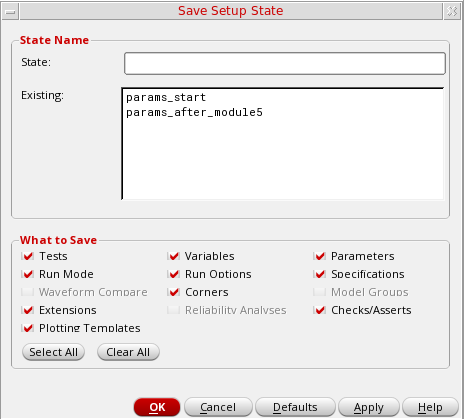 Save Setup State
State Name
State:
Existing:
params_start
params_after_module5
What to Save
Tests Variables Parameters
Run Mode Run Options Specifications
Waveform Compare Corners Model Groups
Extensions Reliability Analyses Checks/Asserts
Plotting Templates
Select All Clear All
OK Cancel Defaults Apply Help